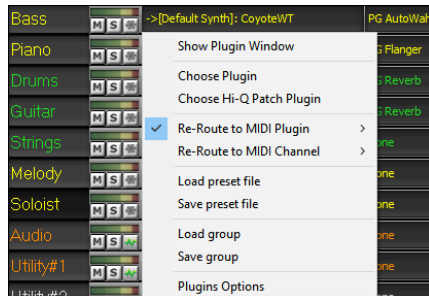 Bass M S ->[Default Synth]: CoyoteWT PG AutoWah
Piano M S Show Plugin Window Flanger
Drums M S Choose Plugin Reverb
Choose Hi-Q Patch Plugin
Guitar M S Reverb
Re-Route to MIDI Plugin >
Strings M S Re-Route to MIDI Channel > one
Melody M S Load preset file one
Soloist M S Save preset file one
Audio M S Load group one
Utility#1 M S Save group one
Utility#2 Plugins Options